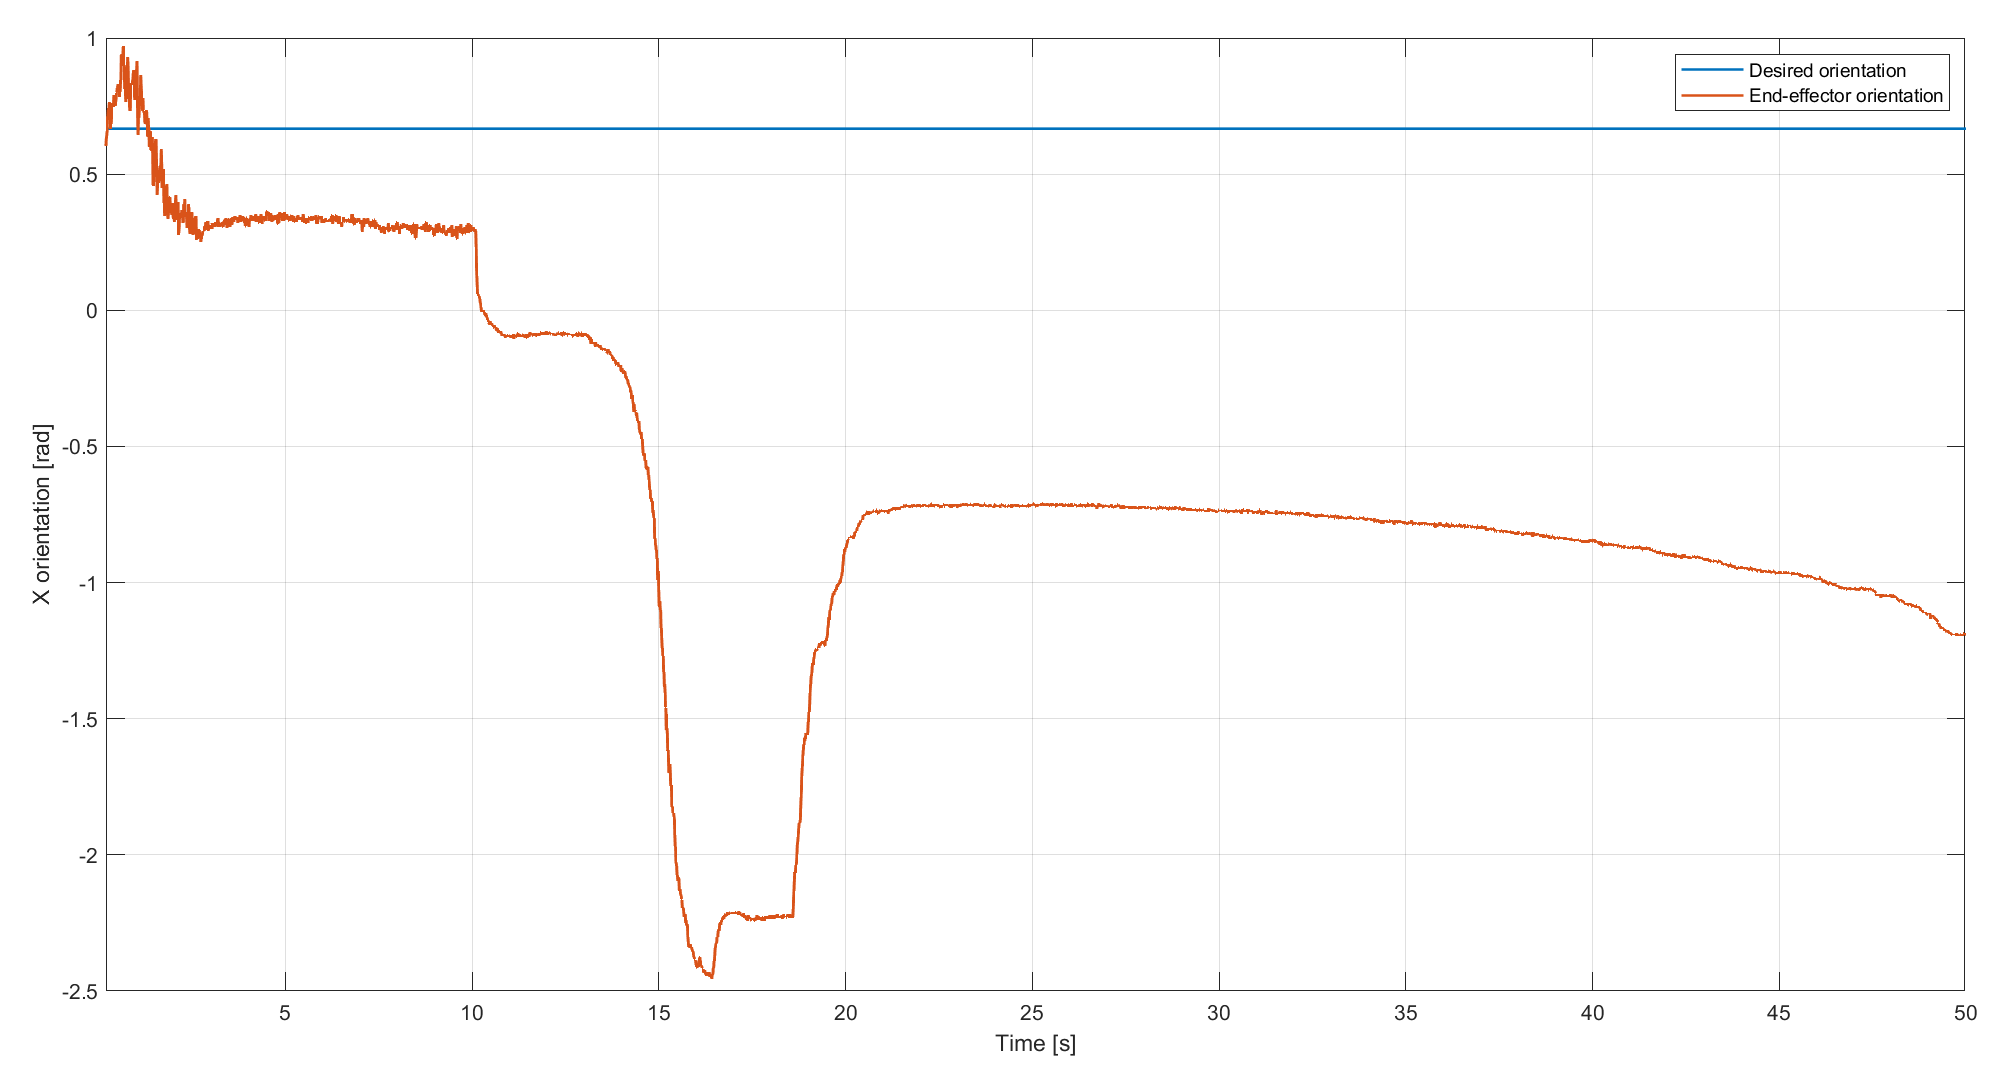 Desired orientation
End-effector orientation
1
0.5
0
-0.5
-1
-1.5
-2
-2.5
X orientation [rad]
5 10 15 20 25 30 35 40 45 50
Time [s]